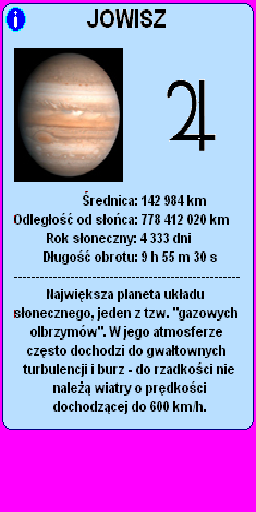 i
JOWISZ
Średnica: 142 984 km
Odległość od słońca: 778 412 020 km
Rok słoneczny: 4 333 dni
Długość obrotu: 9 h 55 m 30 s
Największa planeta układu
słonecznego, jeden z tzw. "gazowych
olbrzymów". W jego atmosferze
często dochodzi do gwałtownych
turbulencji i burz - do rzadkości nie
należą wiatry o prędkości
dochodzącej do 600 km/h.